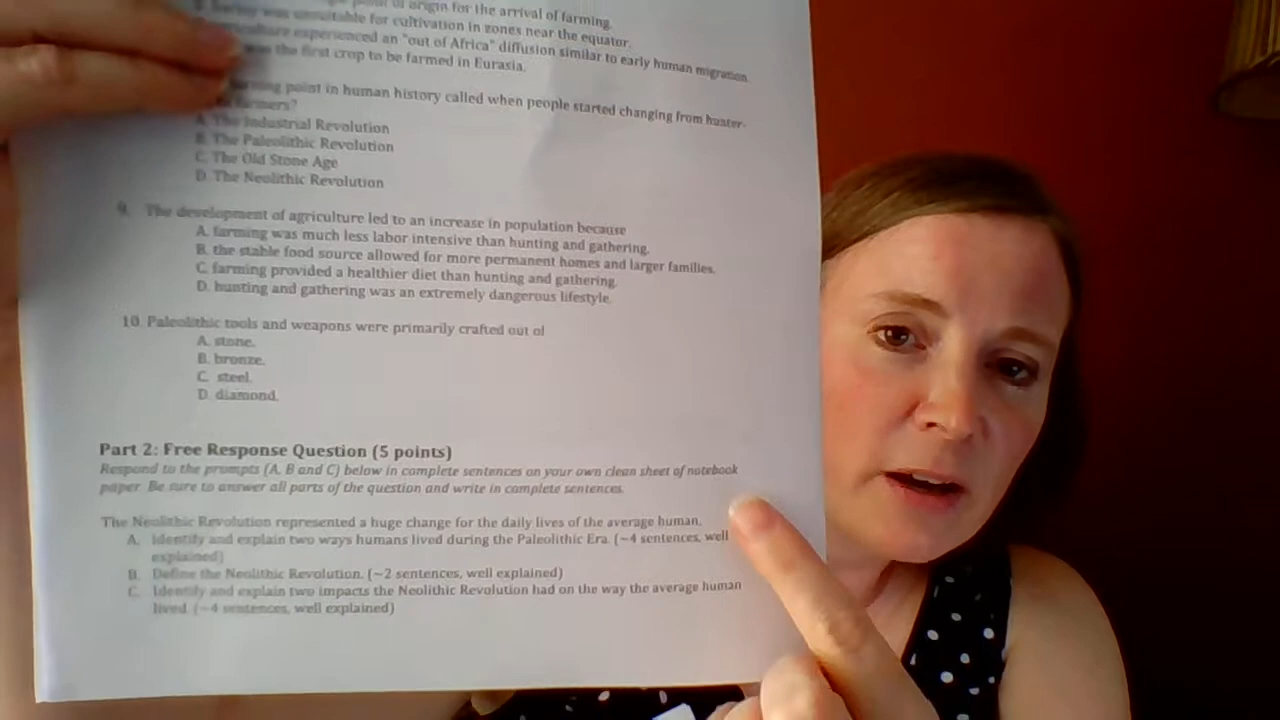 origin for the arrival of farming.
for cultivation in zones near the equator.
experienced an "out of Africa" diffusion similar to early human migration.
the first crop to be farmed in Eurasia.
point in human history called when people started changing from hunter-
farmers?
A. The Industrial Revolution
B. The Paleolithic Revolution
C. The Old Stone Age
D. The Neolithic Revolution
9. The development of agriculture led to an increase in population because
A. farming was much less labor intensive than hunting and gathering.
B. the stable food source allowed for more permanent homes and larger families.
C. farming provided a healthier diet than hunting and gathering.
D. hunting and gathering was an extremely dangerous lifestyle.
10. Paleolithic tools and weapons were primarily crafted out of
A. stone.
B. bronze.
C. steel.
D. diamond.
Part 2: Free Response Question (5 points)
Respond to the prompts (A, B and C) below in complete sentences on your own clean sheet of notebook
paper. Be sure to answer all parts of the question and write in complete sentences.
The Neolithic Revolution represented a huge change for the daily lives of the average human.
A. Identify and explain two ways humans lived during the Paleolithic Era. (~4 sentences, well
explained)
B. Define the Neolithic Revolution. (~2 sentences, well explained)
C. Identify and explain two impacts the Neolithic Revolution had on the way the average human
lived. (~4 sentences, well explained)